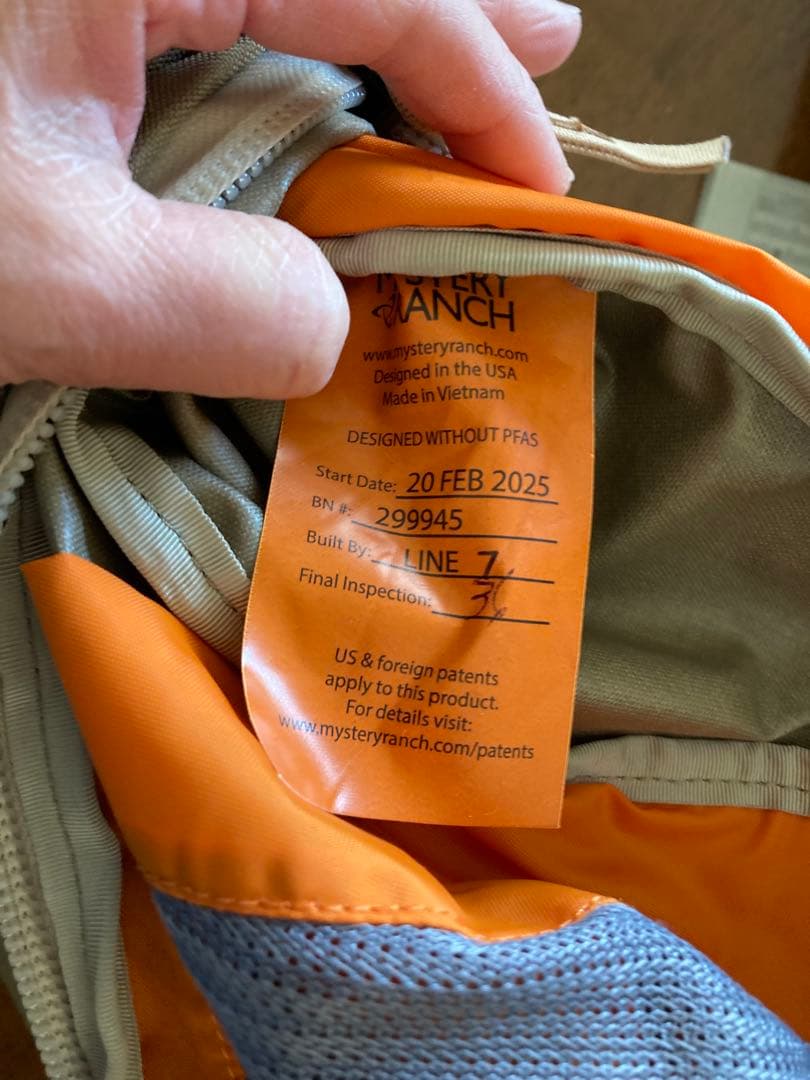 MYSTERY
RANCH
www.mysteryranch.com
Designed in the USA
Made in Vietnam
DESIGNED WITHOUT PFAS
Start Date: 20 FEB 2025
BN #: 299945
Built By: LINE 7
Final Inspection:
US & foreign patents
apply to this product.
For details visit:
www.mysteryranch.com/patents